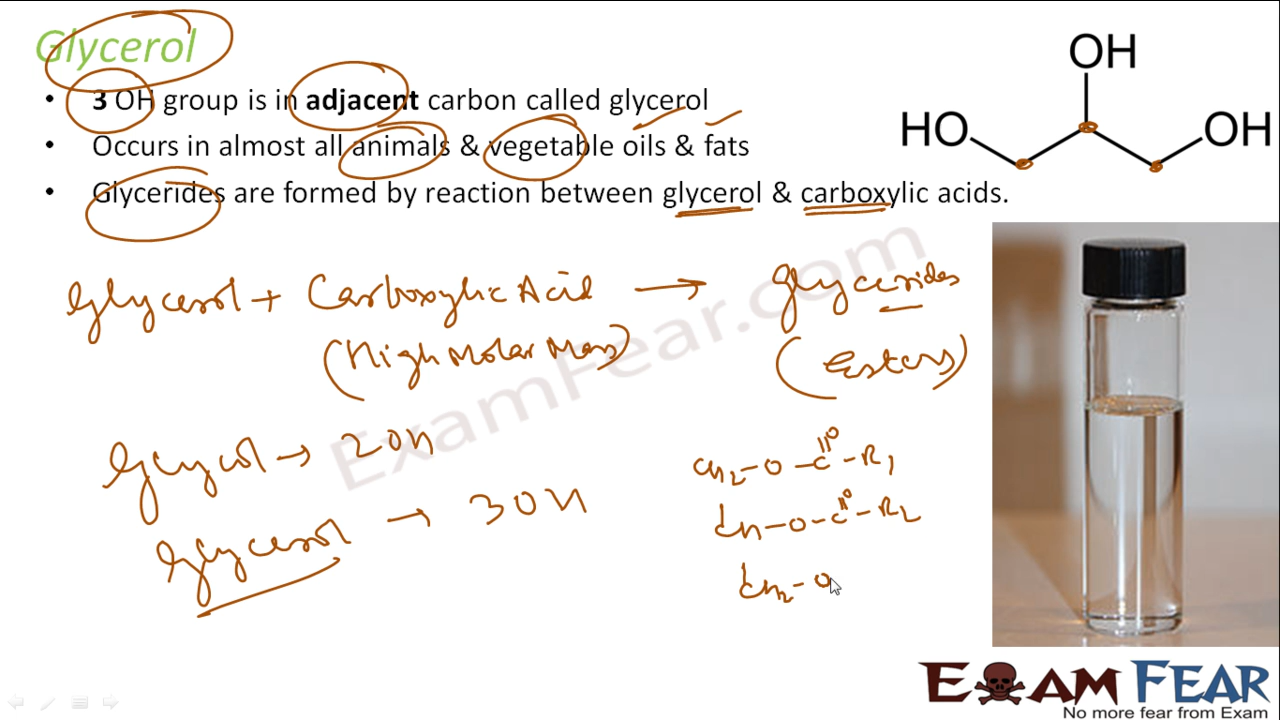 Glycerol
• 3 OH group is in adjacent carbon called glycerol
• Occurs in almost all animals & vegetable oils & fats
• Glycerides are formed by reaction between glycerol & carboxylic acids.
OH
HO
OH
Glycerol + Carboxylic Acid → Glycerides
(High Molar Mass) (Esters)
Glycol → 2OH
Glycerol → 3OH
CH2-O-C-R1
O
CH-O-C-R2
O
CH2-O
ExamFear.com
EXAM FEAR
No more fear from Exam